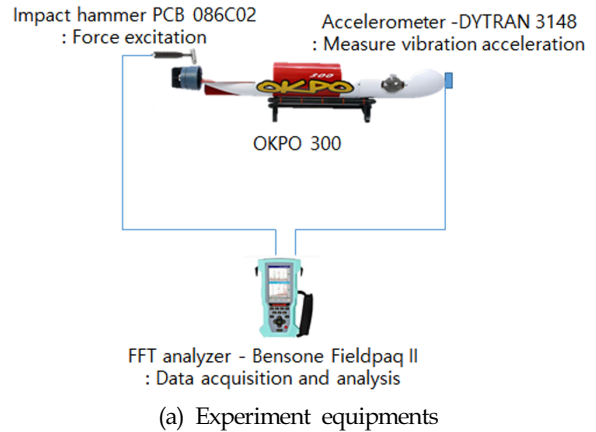 Impact hammer PCB 086C02
: Force excitation
Accelerometer -DYTRAN 3148
: Measure vibration acceleration
300
OKPO
OKPO 300
FFT analyzer - Bensone Fieldpaq II
: Data acquisition and analysis
(a) Experiment equipments